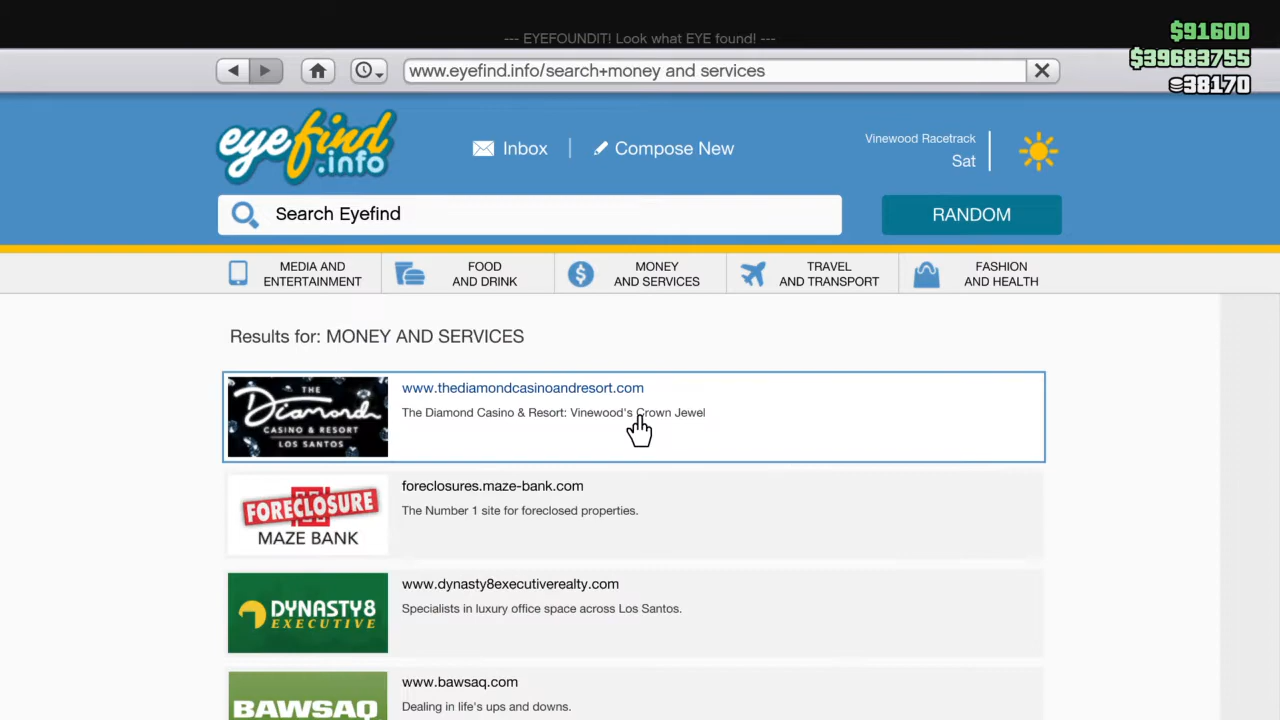 --- EYEFOUNDIT! Look what EYE found! ---
$91600
$39683755
38170
www.eyefind.info/search+money and services
eyefind
.info
Inbox
Compose New
Vinewood Racetrack
Sat
Search Eyefind
RANDOM
MEDIA AND
ENTERTAINMENT
FOOD
AND DRINK
MONEY
AND SERVICES
TRAVEL
AND TRANSPORT
FASHION
AND HEALTH
Results for: MONEY AND SERVICES
THE
Diamond
CASINO & RESORT
LOS SANTOS
www.thediamondcasinoandresort.com
The Diamond Casino & Resort: Vinewood's Crown Jewel
FORECLOSURE
MAZE BANK
foreclosures.maze-bank.com
The Number 1 site for foreclosed properties.
DYNASTY8
EXECUTIVE
www.dynasty8executiverealty.com
Specialists in luxury office space across Los Santos.
BAWSAQ
www.bawsaq.com
Dealing in life's ups and downs.